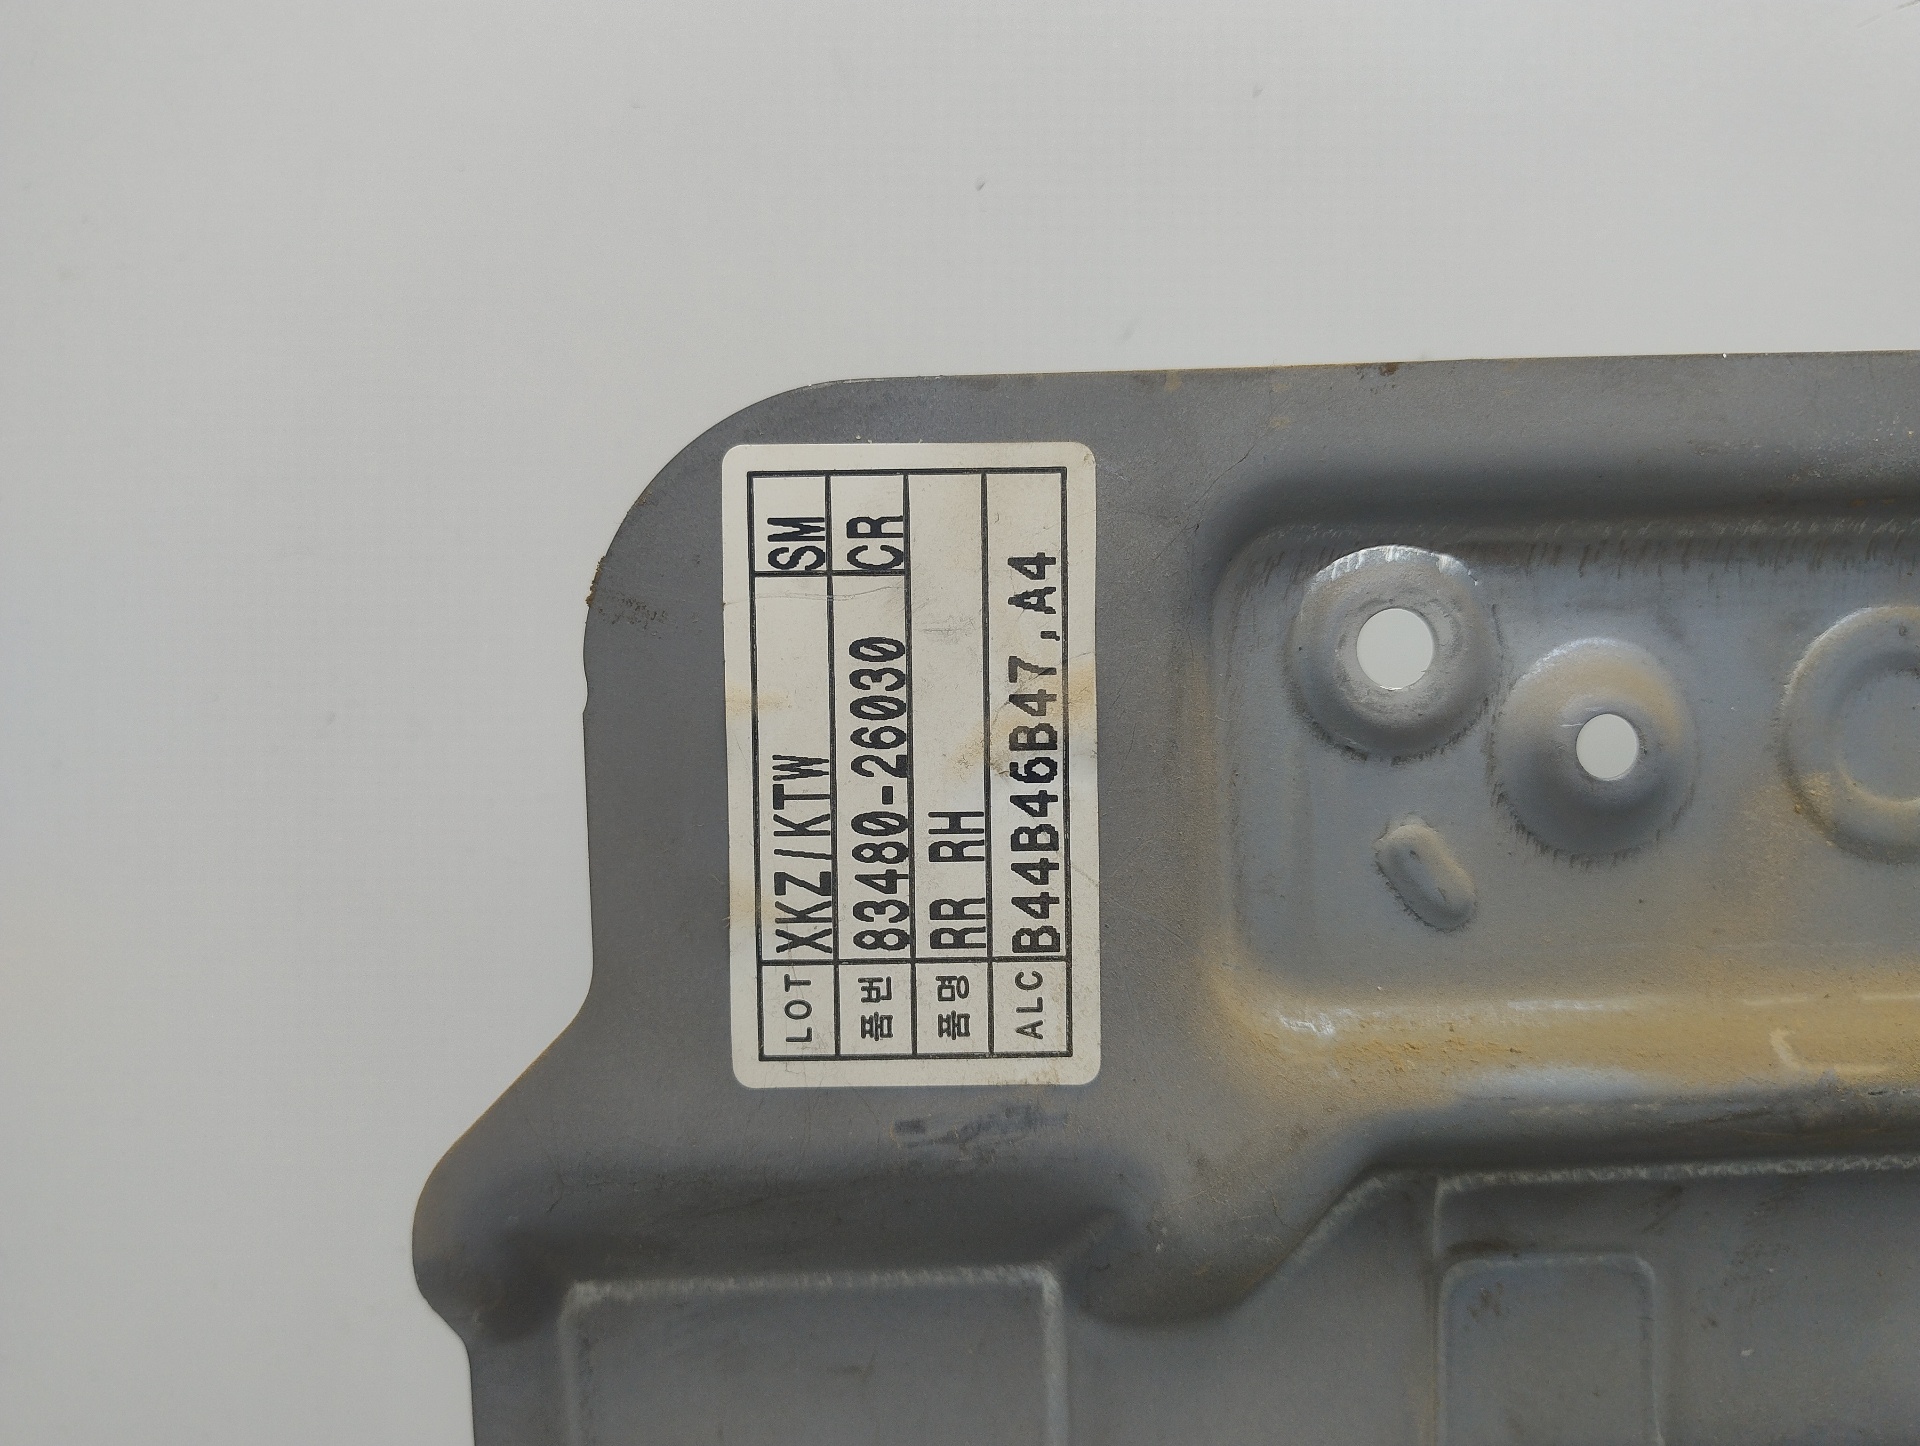 LOT XKZ/KTW SM
품번 83480-26030 CR
품명 RR RH
ALC B44B46B47,A4